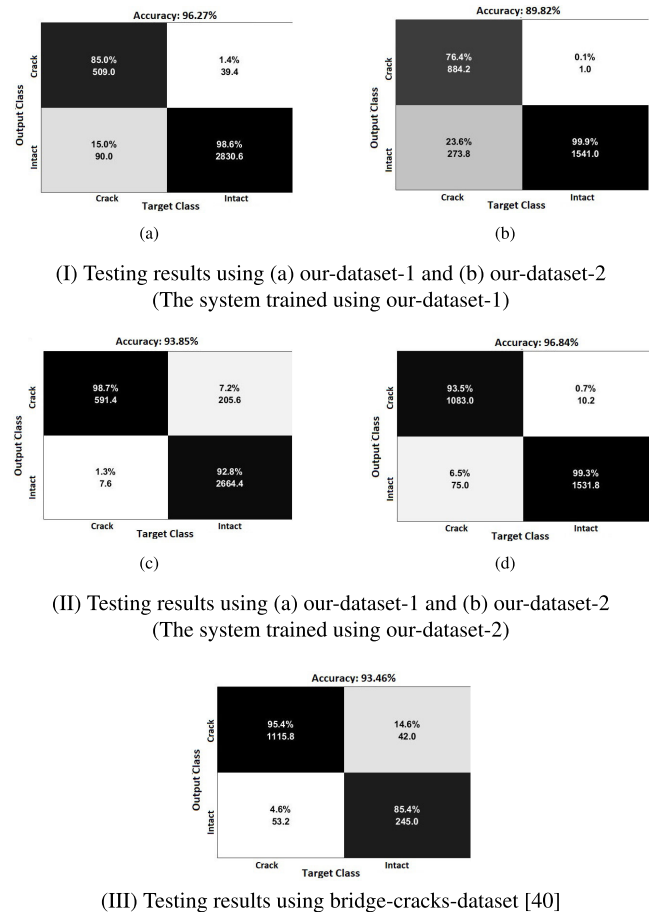 Accuracy: 96.27%
Output Class
Crack
85.0%
509.0
1.4%
39.4
Intact
15.0%
90.0
98.6%
2830.6
Crack
Intact
Target Class
(a)
Accuracy: 89.82%
Output Class
Crack
76.4%
884.2
0.1%
1.0
Intact
23.6%
273.8
99.9%
1541.0
Crack
Intact
Target Class
(b)
(I) Testing results using (a) our-dataset-1 and (b) our-dataset-2
(The system trained using our-dataset-1)
Accuracy: 93.85%
Output Class
Crack
98.7%
591.4
7.2%
205.6
Intact
1.3%
7.6
92.8%
2664.4
Crack
Intact
Target Class
(c)
Accuracy: 96.84%
Output Class
Crack
93.5%
1083.0
0.7%
10.2
Intact
6.5%
75.0
99.3%
1531.8
Crack
Intact
Target Class
(d)
(II) Testing results using (a) our-dataset-1 and (b) our-dataset-2
(The system trained using our-dataset-2)
Accuracy: 93.46%
Output Class
Crack
95.4%
1115.8
14.6%
42.0
Intact
4.6%
53.2
85.4%
245.0
Crack
Intact
Target Class
(III) Testing results using bridge-cracks-dataset [40]